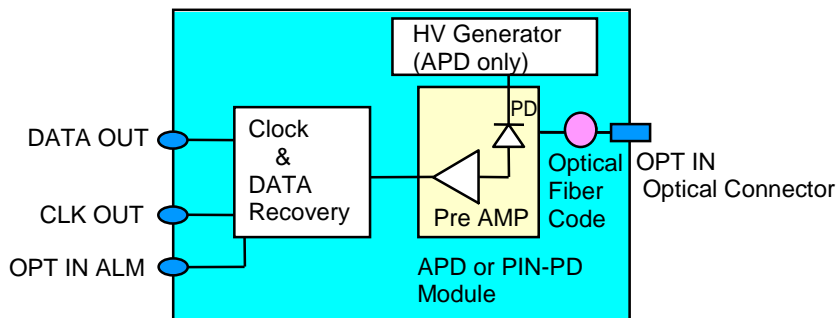 HV Generator
(APD only)
PD
DATA OUT
Clock
&
DATA
Recovery
CLK OUT
OPT IN ALM
Pre AMP
Optical
Fiber
Code
OPT IN
Optical Connector
APD or PIN-PD
Module